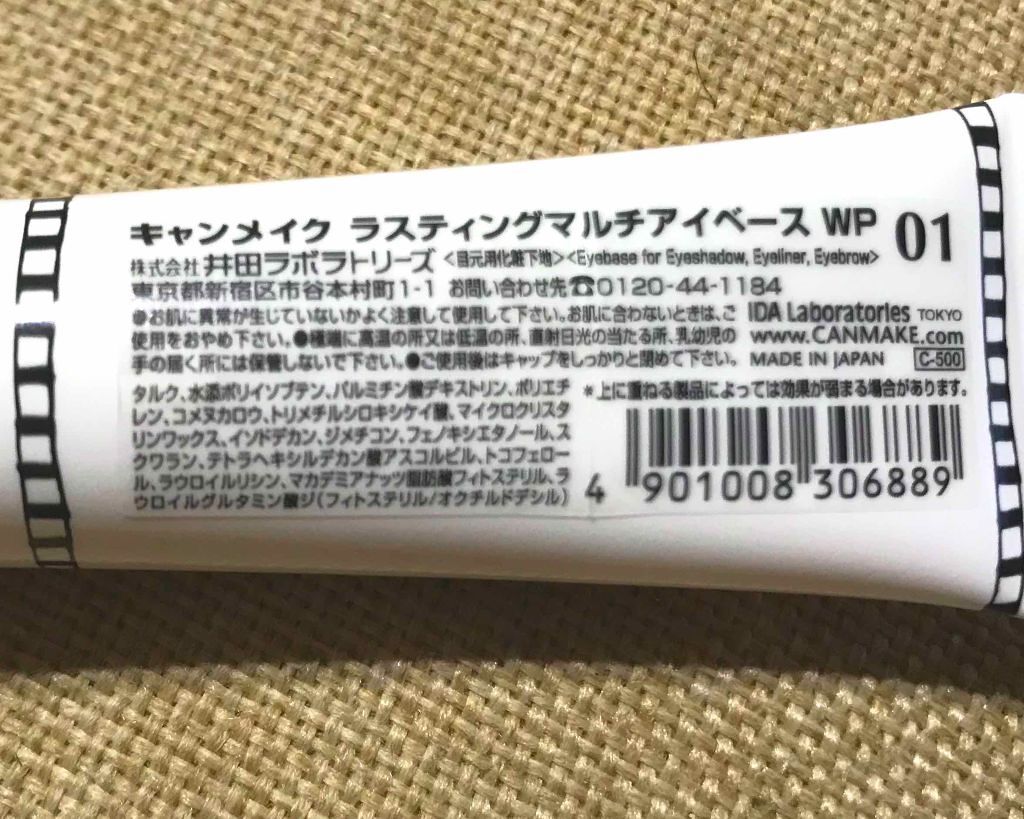 キャンメイク ラスティングマルチアイベース WP 01
株式会社 井田ラボラトリーズ <目元用化粧下地><Eyebase for Eyeshadow, Eyeliner, Eyebrow>
東京都新宿区市谷本村町1-1 お問い合わせ先☎0120-44-1184
●お肌に異常が生じていないかよく注意して使用して下さい。お肌に合わないときは、ご
使用をおやめ下さい。●極端に高温の所又は低温の所、直射日光の当たる所、乳幼児の
手の届く所には保管しないで下さい。●ご使用後はキャップをしっかりと閉めて下さい。
IDA Laboratories TOKYO
www.CANMAKE.com
MADE IN JAPAN C-500
タルク、水添ポリイソブテン、パルミチン酸デキストリン、ポリエチ
レン、コメヌカロウ、トリメチルシロキシケイ酸、マイクロクリスタ
リンワックス、イソドデカン、ジメチコン、フェノキシエタノール、ス
クワラン、テトラヘキシルデカン酸アスコルビル、トコフェロー
ル、ラウロイルリシン、マカデミアナッツ脂肪酸フィトステリル、ラ
ウロイルグルタミン酸ジ(フィトステリル/オクチルドデシル)
*上に重ねる製品によっては効果が弱まる場合があります。
4 901008 306889